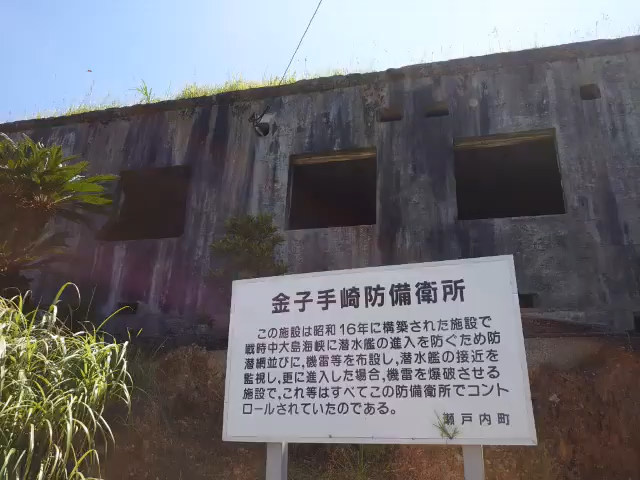 金子手崎防備衛所
この施設は昭和16年に構築された施設で
戦時中大島海峡に潜水艦の進入を防ぐため防
潜網並びに,機雷等を布設し,潜水艦の接近を
監視し,更に進入した場合,機雷を爆破させる
施設で,これ等はすべてこの防備衛所でコント
ロールされていたのである。
瀬戸内町